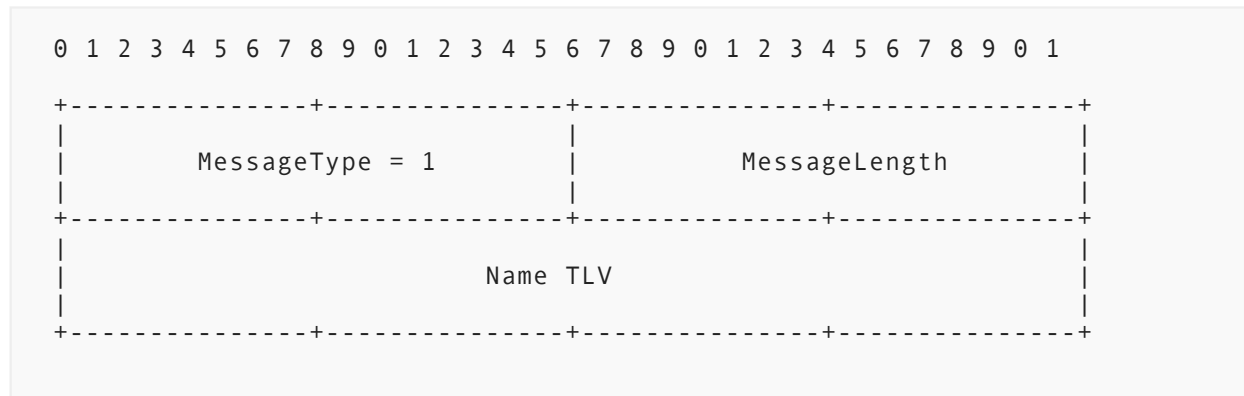 0 1 2 3 4 5 6 7 8 9 0 1 2 3 4 5 6 7 8 9 0 1 2 3 4 5 6 7 8 9 0 1
+---------------+---------------+---------------+---------------+
|                               |                               |
|        MessageType = 1        |         MessageLength         |
|                               |                               |
+---------------+---------------+---------------+---------------+
|                                                               |
|                          Name TLV                             |
|                                                               |
+---------------+---------------+---------------+---------------+